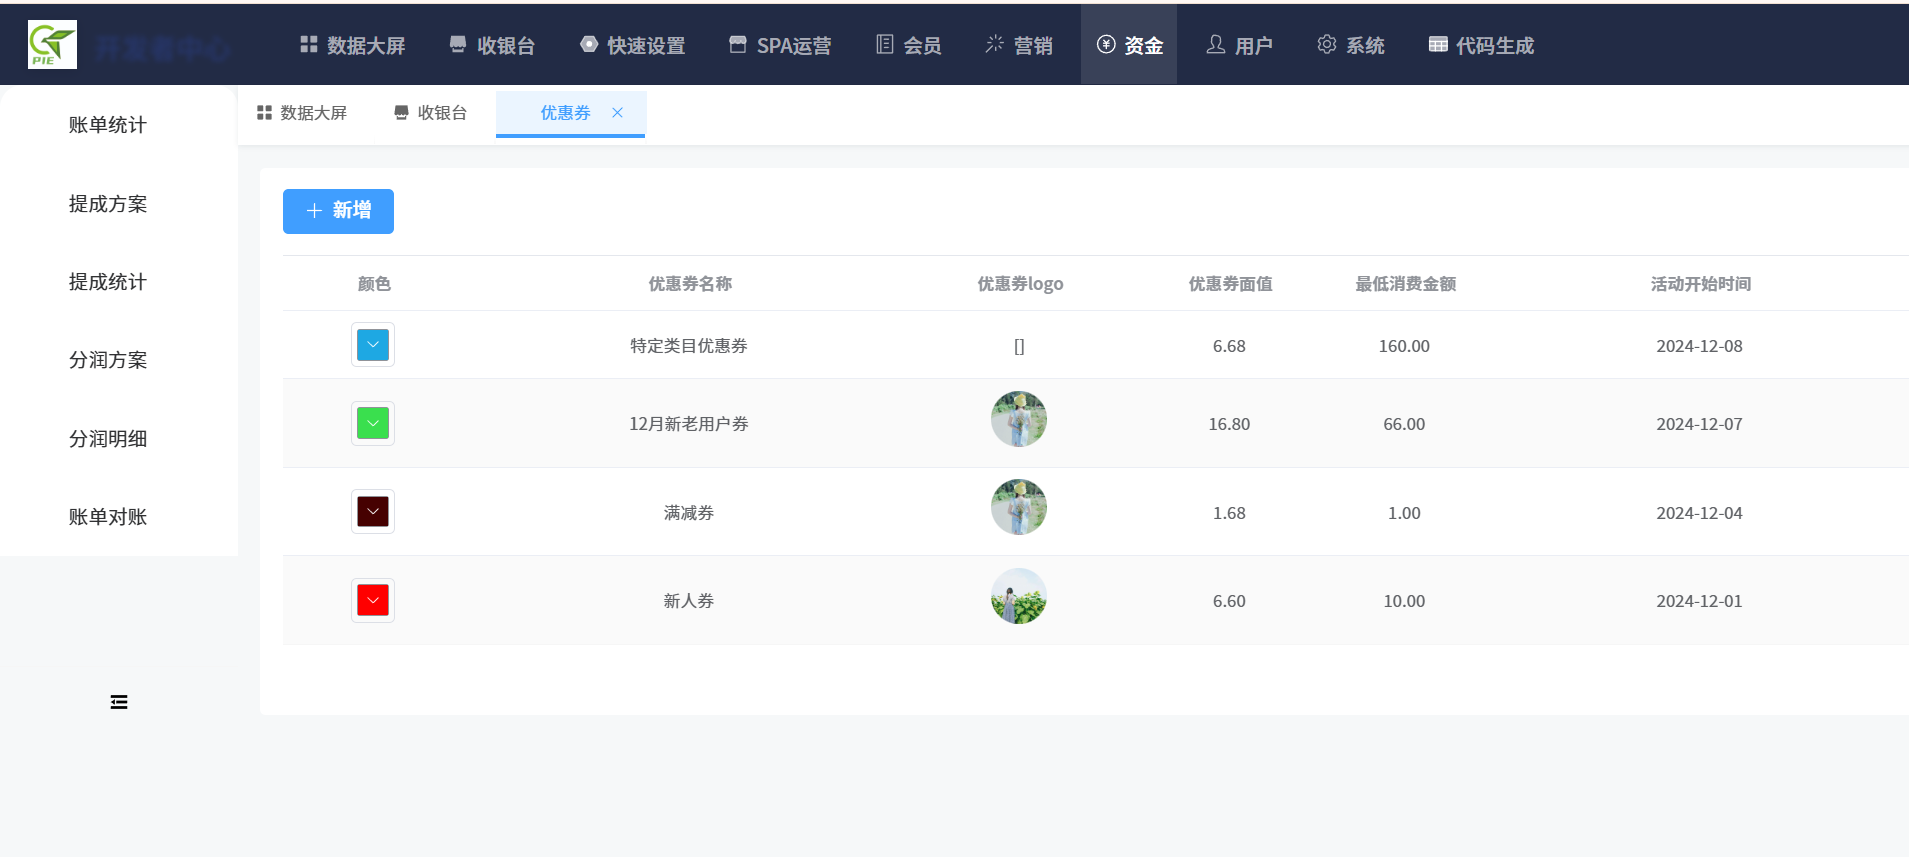 PIE
开发者中心
数据大屏 收银台 快速设置 SPA运营 会员 营销 资金 用户 系统 代码生成
账单统计
提成方案
提成统计
分润方案
分润明细
账单对账
数据大屏 收银台 优惠券
新增
颜色 优惠券名称 优惠券logo 优惠券面值 最低消费金额 活动开始时间
特定类目优惠券 [] 6.68 160.00 2024-12-08
12月新老用户券 16.80 66.00 2024-12-07
满减券 1.68 1.00 2024-12-04
新人券 6.60 10.00 2024-12-01